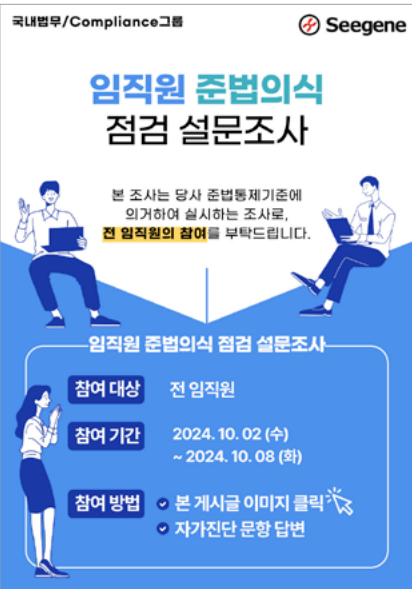 국내법무/Compliance그룹
Seegene
임직원 준법의식
점검 설문조사
본 조사는 당사 준법통제기준에
의거하여 실시하는 조사로,
전 임직원의 참여를 부탁드립니다.
임직원 준법의식 점검 설문조사
참여 대상 전 임직원
참여 기간 2024. 10. 02 (수)
~ 2024. 10. 08 (화)
참여 방법 본 게시글 이미지 클릭
자가진단 문항 답변